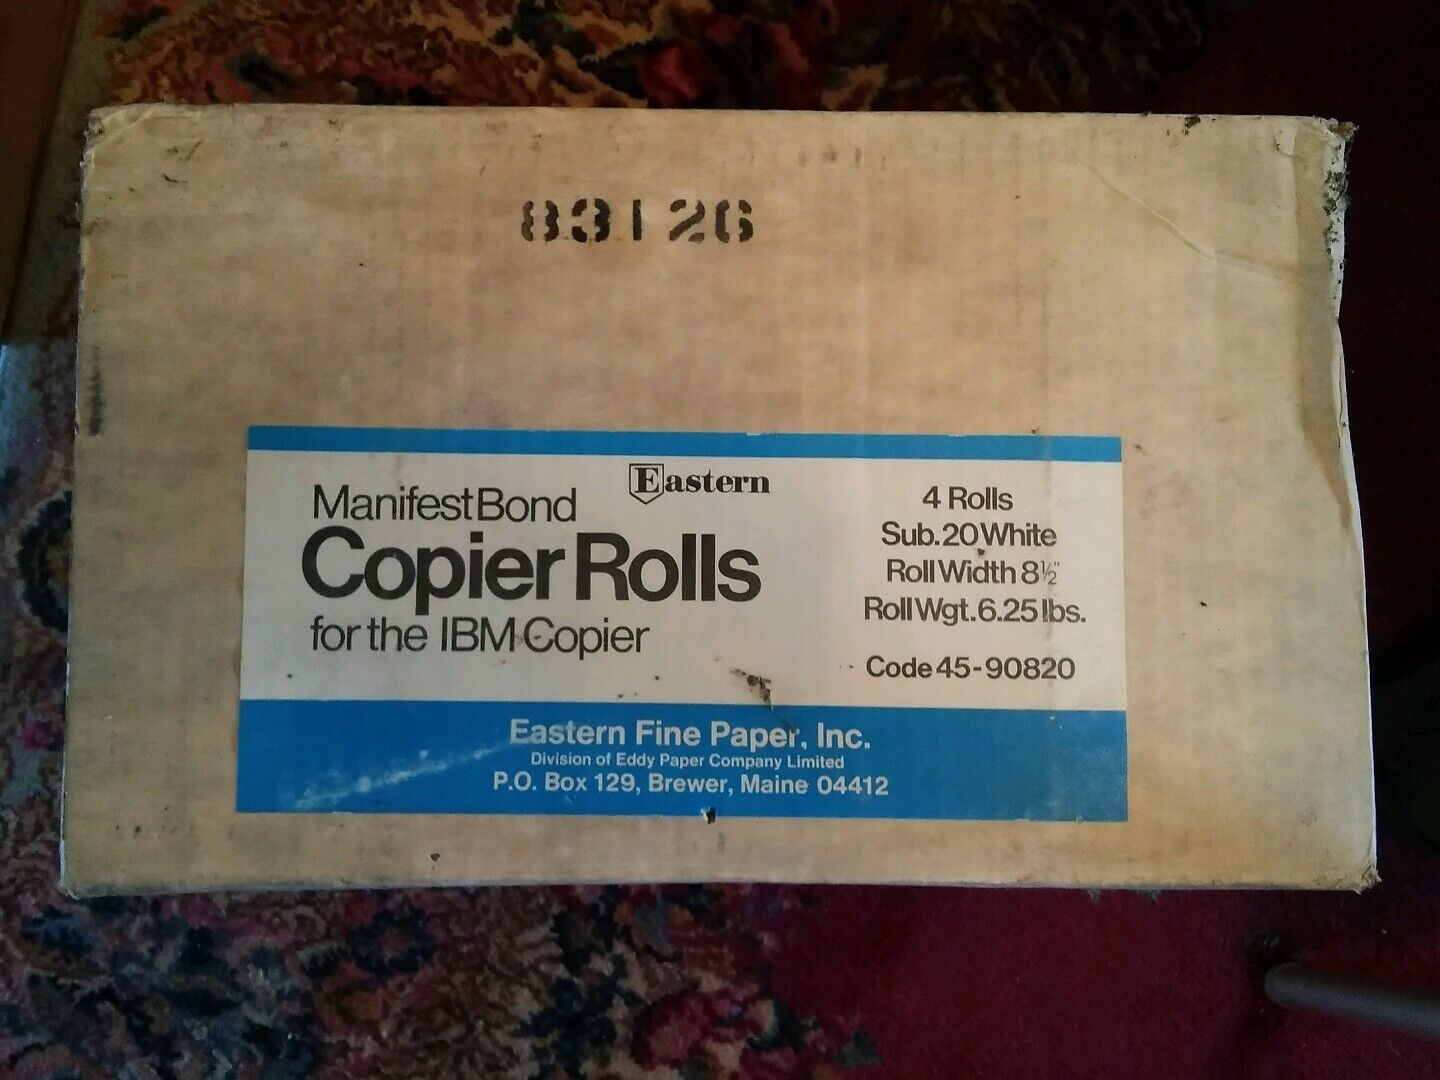 83126
Eastern
ManifestBond
Copier Rolls
for the IBM Copier
4 Rolls
Sub. 20 White
Roll Width 8½"
Roll Wgt. 6.25 lbs.
Code 45-90820
Eastern Fine Paper, Inc.
Division of Eddy Paper Company Limited
P.O. Box 129, Brewer, Maine 04412